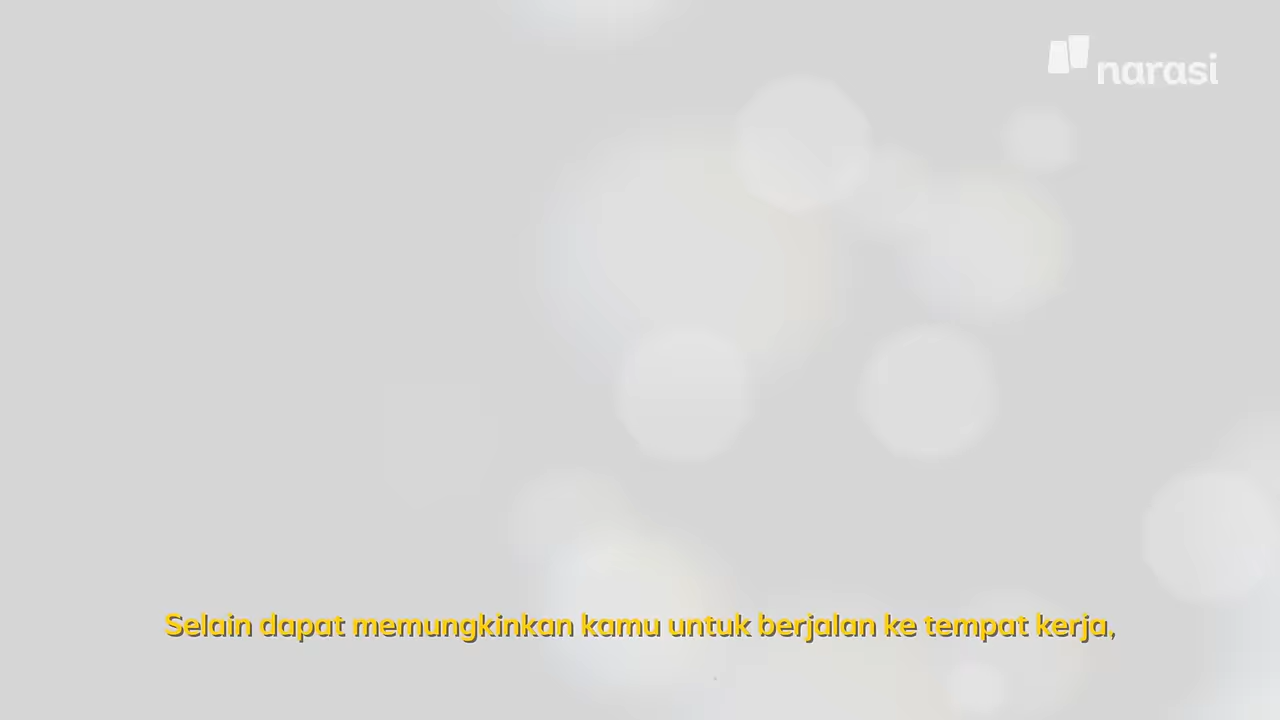 narasi
Selain dapat memungkinkan kamu untuk berjalan ke tempat kerja,